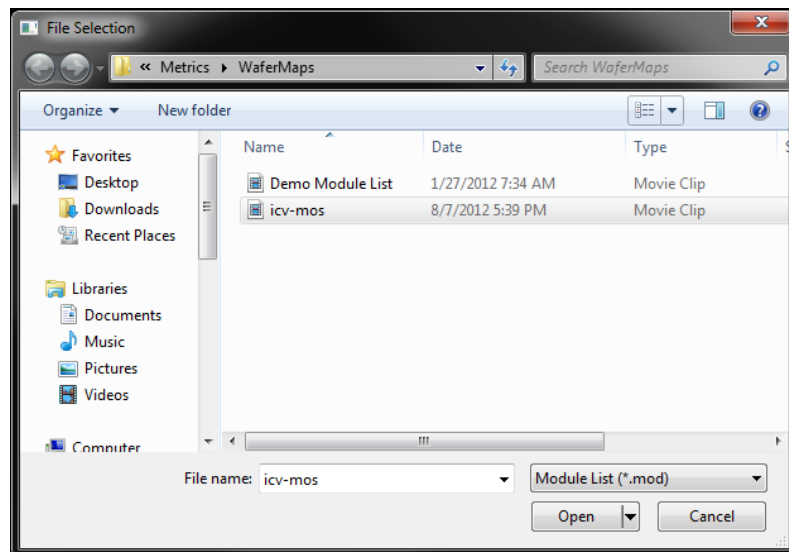 File Selection
« Metrics ▸ WaferMaps
Search WaferMaps
Organize
New folder
Name Date Type
Favorites
Desktop
Downloads
Recent Places
Libraries
Documents
Music
Pictures
Videos
Computer
Demo Module List 1/27/2012 7:34 AM Movie Clip
icv-mos 8/7/2012 5:39 PM Movie Clip
File name: icv-mos
Module List (*.mod)
Open
Cancel